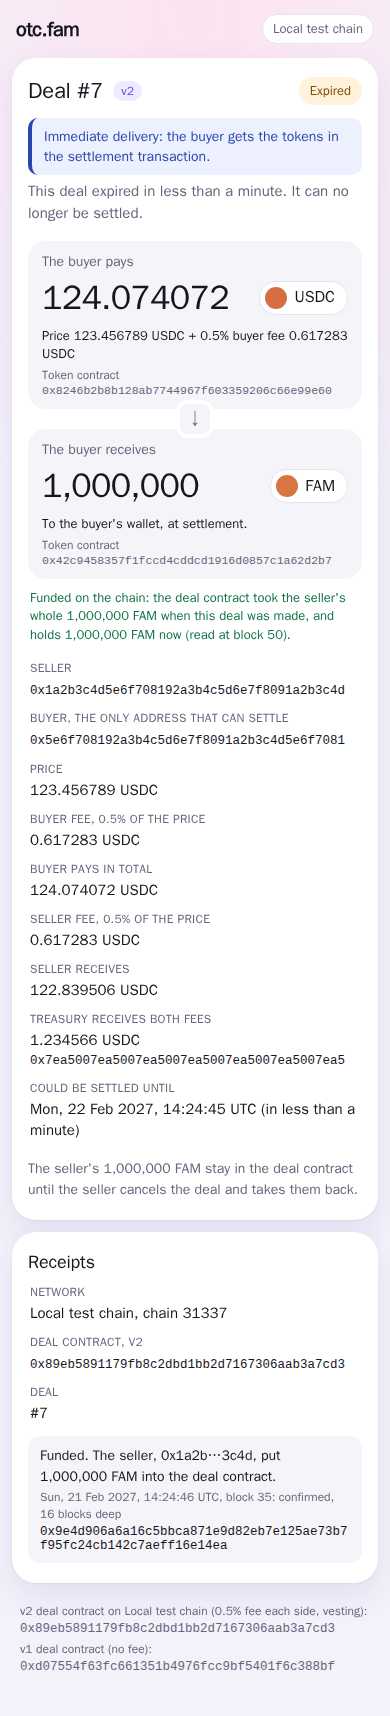 otc.fam
Local test chain
Deal #7 v2
Expired
Immediate delivery: the buyer gets the tokens in
the settlement transaction.
This deal expired in less than a minute. It can no
longer be settled.
The buyer pays
124.074072
USDC
Price 123.456789 USDC + 0.5% buyer fee 0.617283
USDC
Token contract
0x8246b2b8b128ab7744967f603359206c66e99e60
↓
The buyer receives
1,000,000
FAM
To the buyer's wallet, at settlement.
Token contract
0x42c9458357f1fccd4cddcd1916d0857c1a62d2b7
Funded on the chain: the deal contract took the seller's
whole 1,000,000 FAM when this deal was made, and
holds 1,000,000 FAM now (read at block 50).
SELLER
0x1a2b3c4d5e6f708192a3b4c5d6e7f8091a2b3c4d
BUYER, THE ONLY ADDRESS THAT CAN SETTLE
0x5e6f708192a3b4c5d6e7f8091a2b3c4d5e6f7081
PRICE
123.456789 USDC
BUYER FEE, 0.5% OF THE PRICE
0.617283 USDC
BUYER PAYS IN TOTAL
124.074072 USDC
SELLER FEE, 0.5% OF THE PRICE
0.617283 USDC
SELLER RECEIVES
122.839506 USDC
TREASURY RECEIVES BOTH FEES
1.234566 USDC
0x7ea5007ea5007ea5007ea5007ea5007ea5007ea5
COULD BE SETTLED UNTIL
Mon, 22 Feb 2027, 14:24:45 UTC (in less than a
minute)
The seller's 1,000,000 FAM stay in the deal contract
until the seller cancels the deal and takes them back.
Receipts
NETWORK
Local test chain, chain 31337
DEAL CONTRACT, V2
0x89eb5891179fb8c2dbd1bb2d7167306aab3a7cd3
DEAL
#7
Funded. The seller, 0x1a2b⋯3c4d, put
1,000,000 FAM into the deal contract.
Sun, 21 Feb 2027, 14:24:46 UTC, block 35: confirmed,
16 blocks deep
0x9e4d906a6a16c5bbca871e9d82eb7e125ae73b7
f95fc24cb142c7aeff16e14ea
v2 deal contract on Local test chain (0.5% fee each side, vesting):
0x89eb5891179fb8c2dbd1bb2d7167306aab3a7cd3
v1 deal contract (no fee):
0xd07554f63fc661351b4976fcc9bf5401f6c388bf